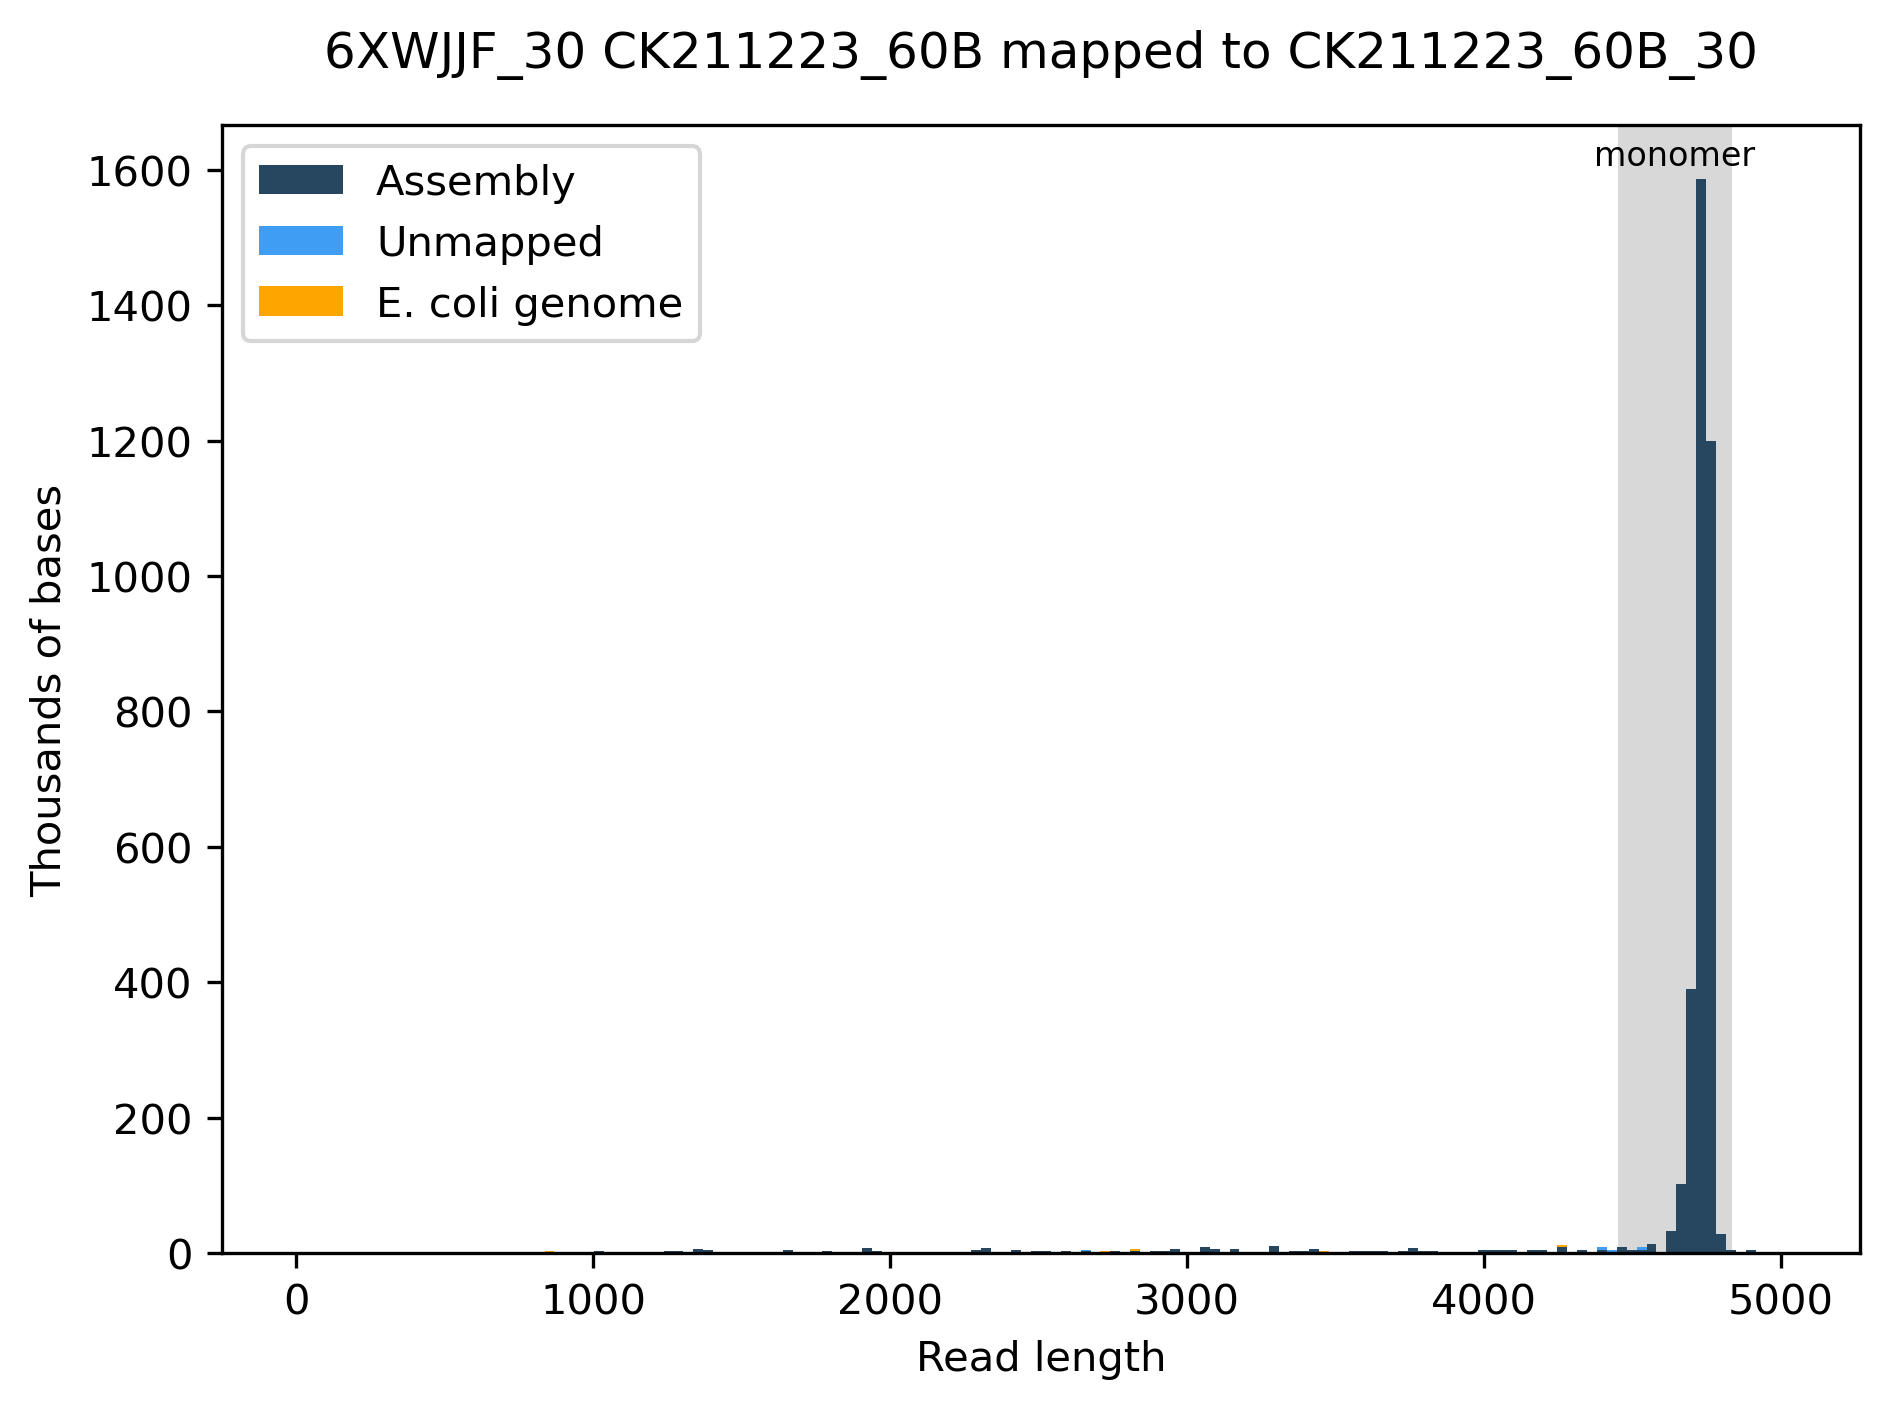 6XWJJF_30 CK211223_60B mapped to CK211223_60B_30
monomer
Assembly
Unmapped
E. coli genome
1600
1400
1200
1000
800
600
400
200
0
Thousands of bases
0 1000 2000 3000 4000 5000
Read length